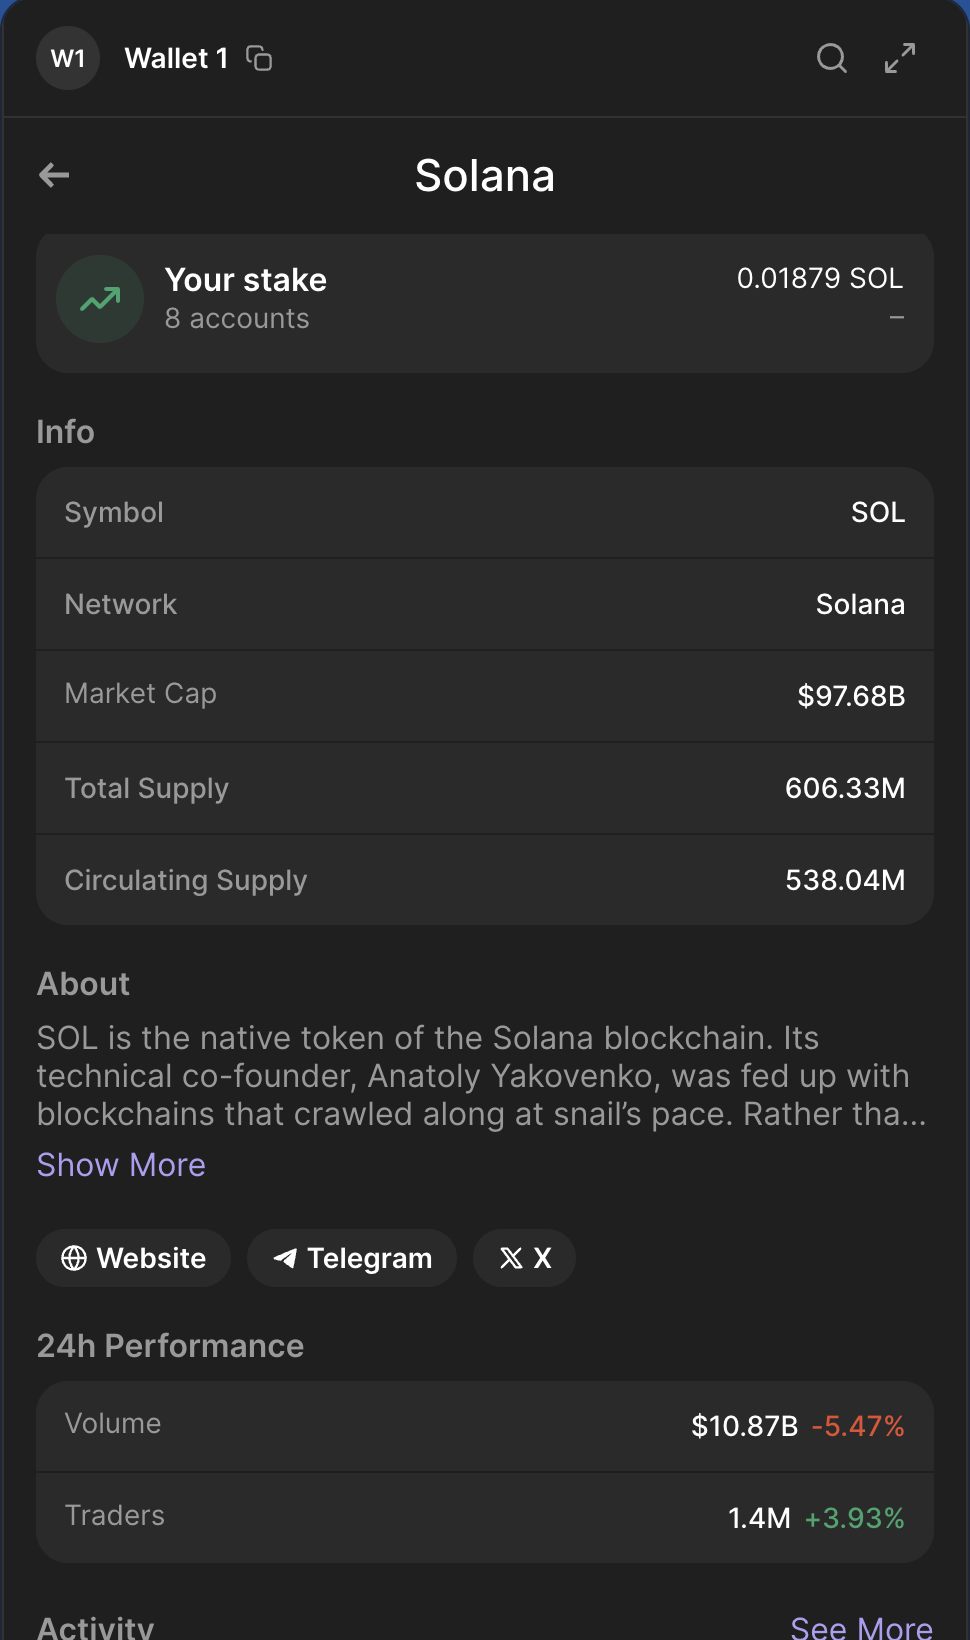 W1 Wallet 1
Solana
Your stake 0.01879 SOL
8 accounts –
Info
Symbol SOL
Network Solana
Market Cap $97.68B
Total Supply 606.33M
Circulating Supply 538.04M
About
SOL is the native token of the Solana blockchain. Its
technical co-founder, Anatoly Yakovenko, was fed up with
blockchains that crawled along at snail’s pace. Rather tha...
Show More
Website Telegram X
24h Performance
Volume $10.87B -5.47%
Traders 1.4M +3.93%
Activity See More